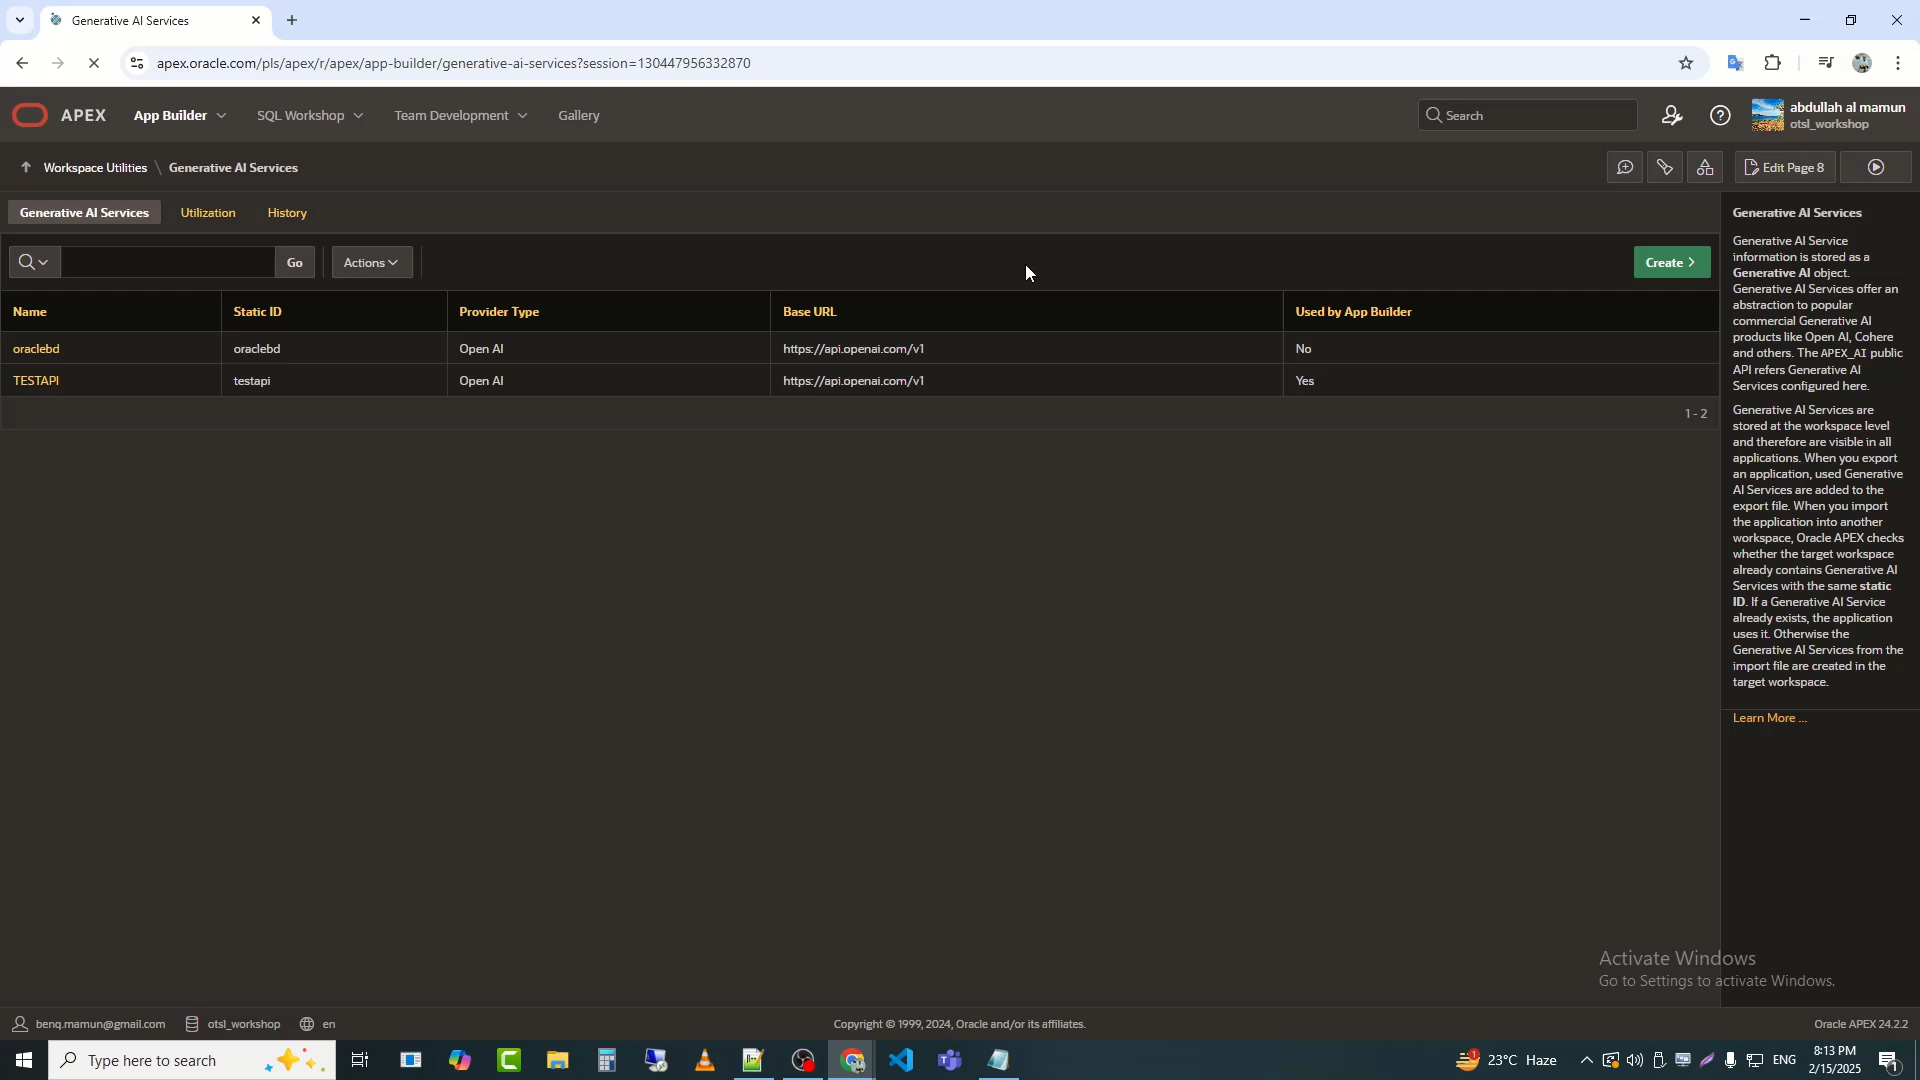 Generative AI Services
apex.oracle.com/pls/apex/r/apex/app-builder/generative-ai-services?session=130447956332870
APEX App Builder SQL Workshop Team Development Gallery Search abdullah al mamun
otsl_workshop
Workspace Utilities \ Generative AI Services Edit Page 8
Generative AI Services Utilization History
Go Actions Create
Name Static ID Provider Type Base URL Used by App Builder
oraclebd oraclebd Open AI https://api.openai.com/v1 No
TESTAPI testapi Open AI https://api.openai.com/v1 Yes
1 - 2
Generative AI Services
Generative AI Service
information is stored as a
Generative AI object.
Generative AI Services offer an
abstraction to popular
commercial Generative AI
products like Open AI, Cohere
and others. The APEX_AI public
API refers Generative AI
Services configured here.
Generative AI Services are
stored at the workspace level
and therefore are visible in all
applications. When you export
an application, used Generative
AI Services are added to the
export file. When you import
the application into another
workspace, Oracle APEX checks
whether the target workspace
already contains Generative AI
Services with the same static
ID. If a Generative AI Service
already exists, the application
uses it. Otherwise the
Generative AI Services from the
import file are created in the
target workspace.
Learn More ...
Activate Windows
Go to Settings to activate Windows.
benq.mamun@gmail.com otsl_workshop en Copyright © 1999, 2024, Oracle and/or its affiliates. Oracle APEX 24.2.2
Type here to search 1 23°C Haze ENG 8:13 PM
2/15/2025 1